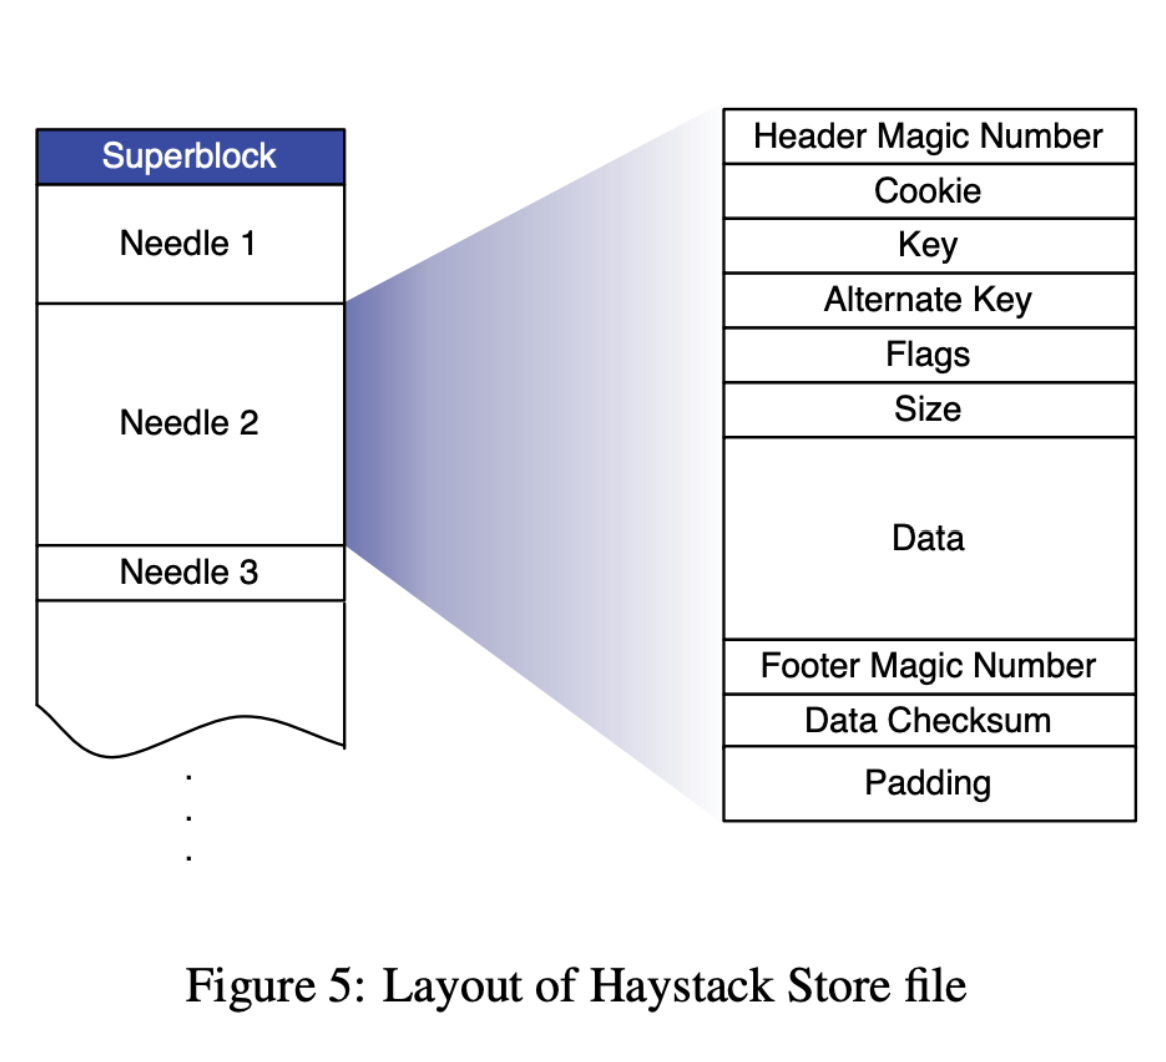 Superblock
Needle 1
Needle 2
Needle 3
.
.
.
Header Magic Number
Cookie
Key
Alternate Key
Flags
Size
Data
Footer Magic Number
Data Checksum
Padding
Figure 5: Layout of Haystack Store file